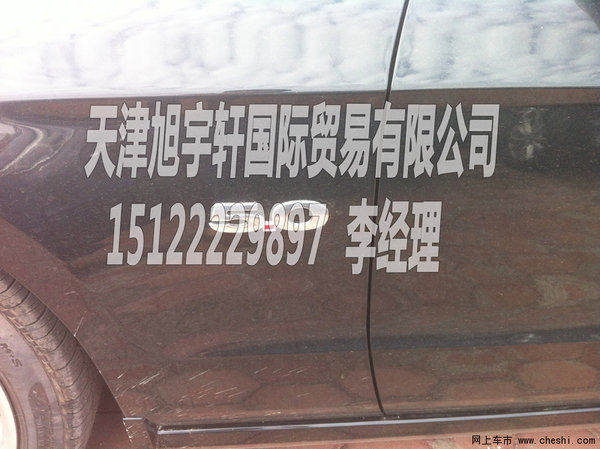 天津旭宇轩国际贸易有限公司
15122229897 李经理
网上车市 www.cheshi.com